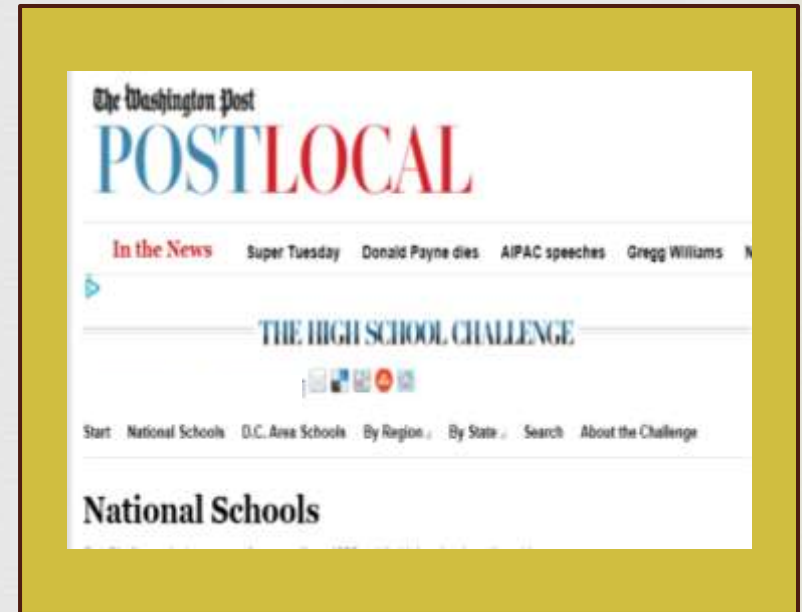 The Washington Post
POSTLOCAL
In the News Super Tuesday Donald Payne dies AIPAC speeches Gregg Williams
THE HIGH SCHOOL CHALLENGE
Start National Schools D.C. Area Schools By Region By State Search About the Challenge
National Schools